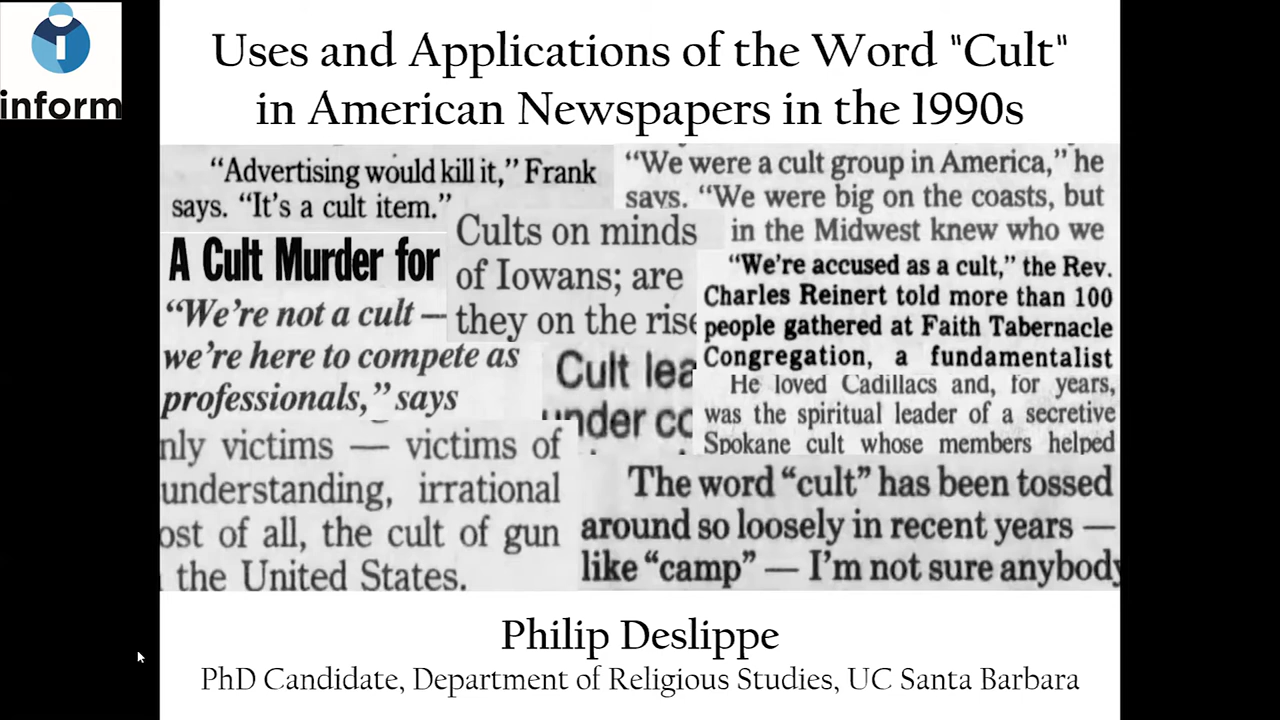 inform
Uses and Applications of the Word "Cult"
in American Newspapers in the 1990s
“Advertising would kill it,” Frank
says. “It’s a cult item.”
“We were a cult group in America,” he
says. “We were big on the coasts, but
in the Midwest knew who we
A Cult Murder for
Cults on minds
of Iowans; are
they on the rise
“We’re accused as a cult,” the Rev.
Charles Reinert told more than 100
people gathered at Faith Tabernacle
Congregation, a fundamentalist
“We’re not a cult —
we’re here to compete as
professionals,” says
Cult lea
under co
He loved Cadillacs and, for years,
was the spiritual leader of a secretive
Spokane cult whose members helped
nly victims — victims of
understanding, irrational
ost of all, the cult of gun
the United States.
The word “cult” has been tossed
around so loosely in recent years —
like “camp” — I’m not sure anybody
Philip Deslippe
PhD Candidate, Department of Religious Studies, UC Santa Barbara